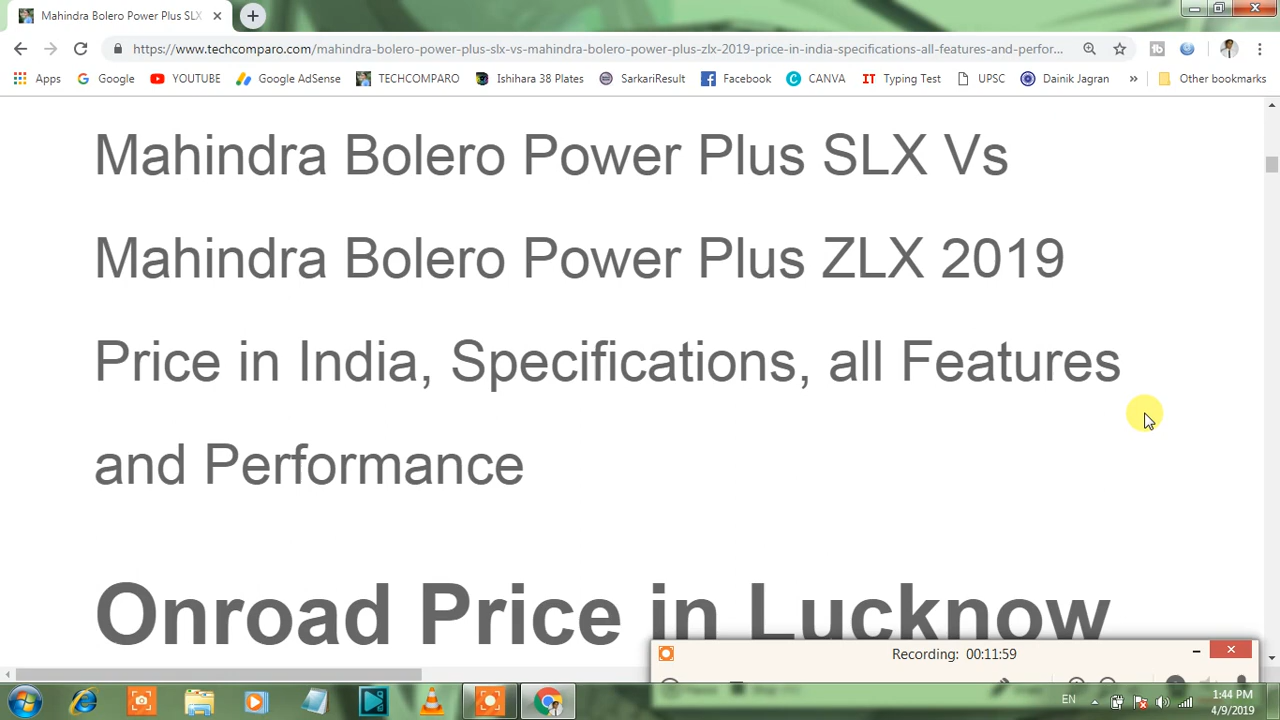 Mahindra Bolero Power Plus SLX
https://www.techcomparo.com/mahindra-bolero-power-plus-slx-vs-mahindra-bolero-power-plus-zlx-2019-price-in-india-specifications-all-features-and-perfor...
Apps Google YOUTUBE Google AdSense TECHCOMPARO Ishihara 38 Plates SarkariResult Facebook CANVA IT Typing Test UPSC Dainik Jagran » Other bookmarks
Mahindra Bolero Power Plus SLX Vs
Mahindra Bolero Power Plus ZLX 2019
Price in India, Specifications, all Features
and Performance
Onroad Price in Lucknow
Recording: 00:11:59
EN
1:44 PM
4/9/2019